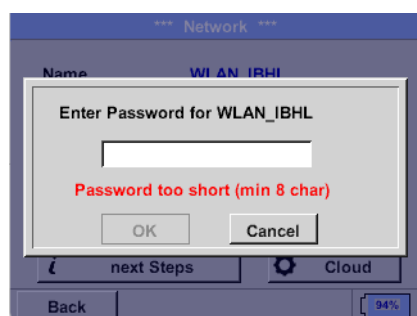 *** Network ***
Name WLAN_IBHL
Enter Password for WLAN_IBHL
Password too short (min 8 char)
OK Cancel
i next Steps Cloud
Back 94%